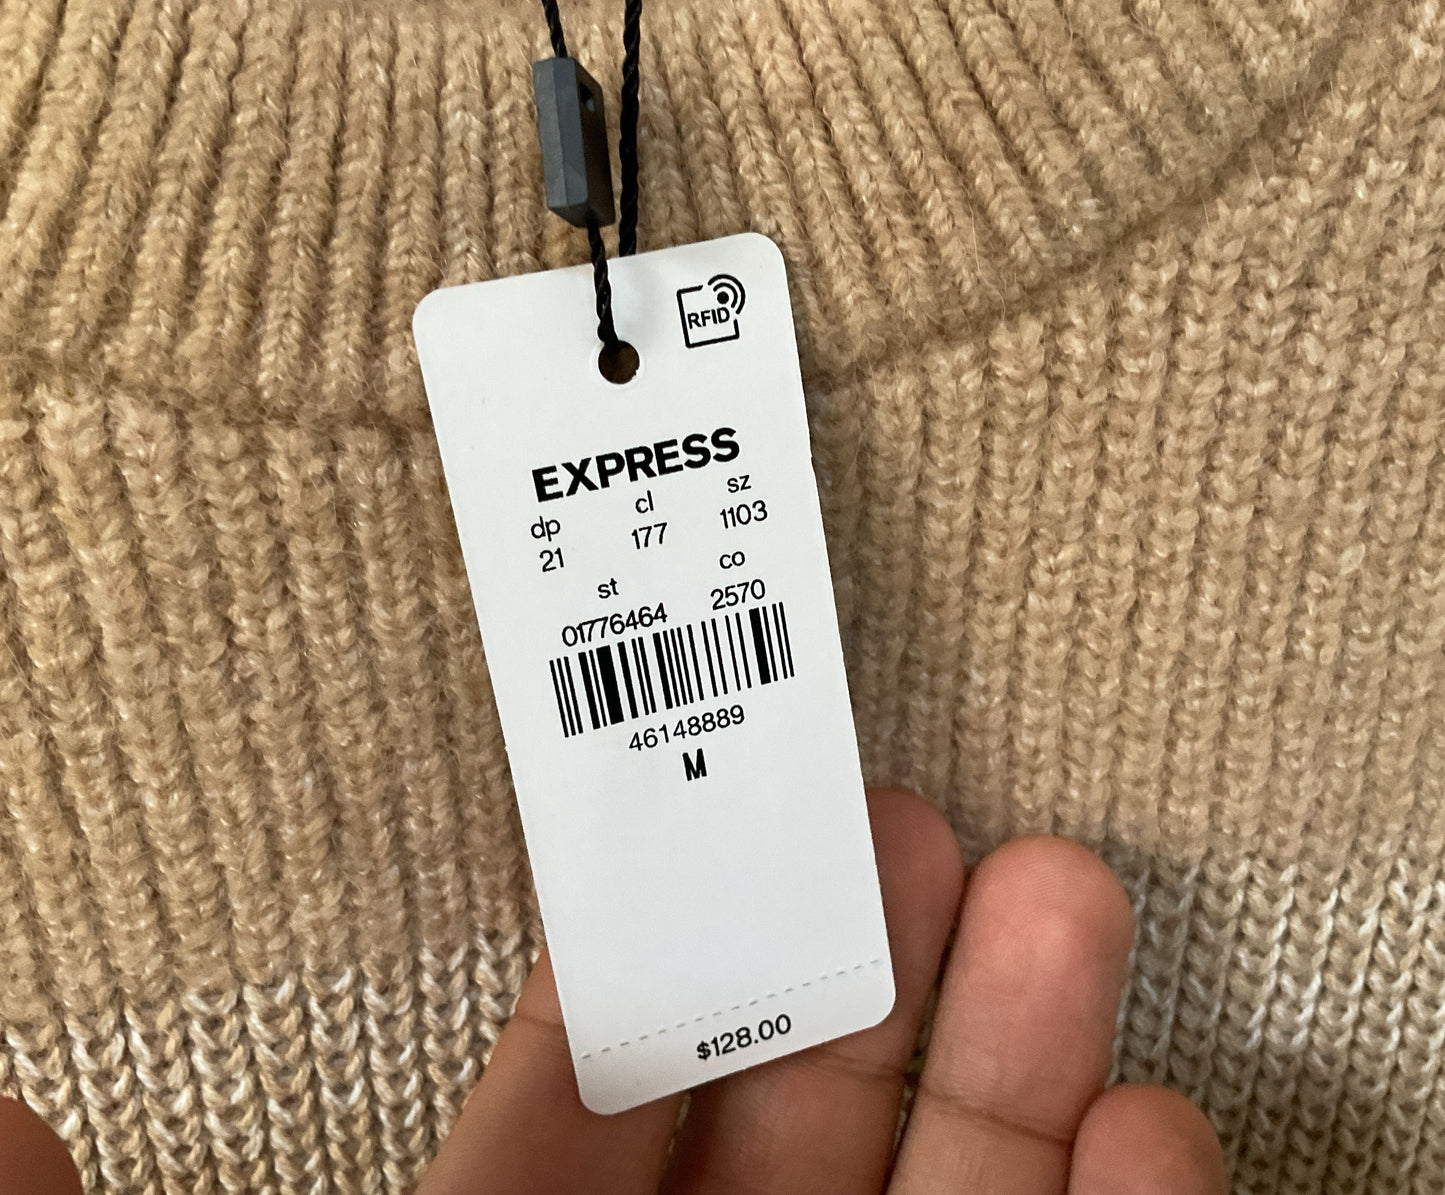 RFID
EXPRESS
dp cl sz
21 177 1103
st co
01776464 2570
46148889
M
$128.00